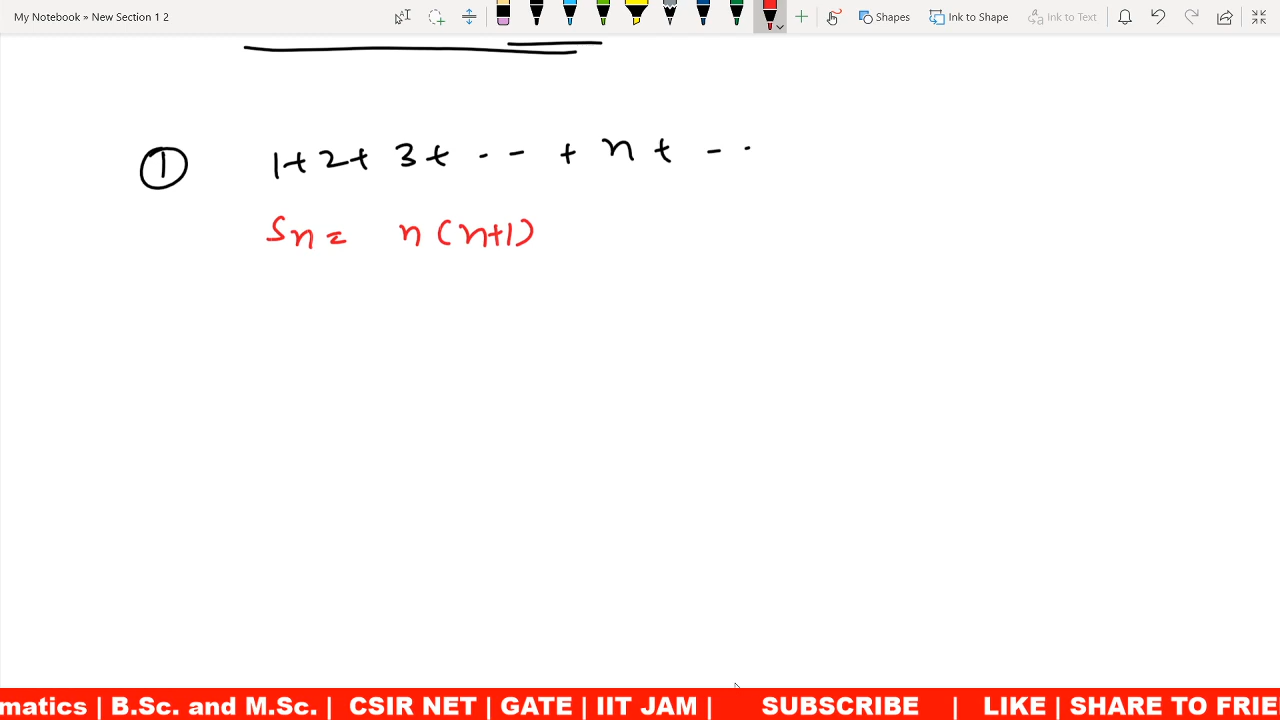 My Notebook » New Section 1 2
Shapes
Ink to Shape
Ink to Text
① 1+2+3+ - - + n + - .
Sn = n(n+1)
matics | B.Sc. and M.Sc. | CSIR NET | GATE | IIT JAM | SUBSCRIBE | LIKE | SHARE TO FRIE